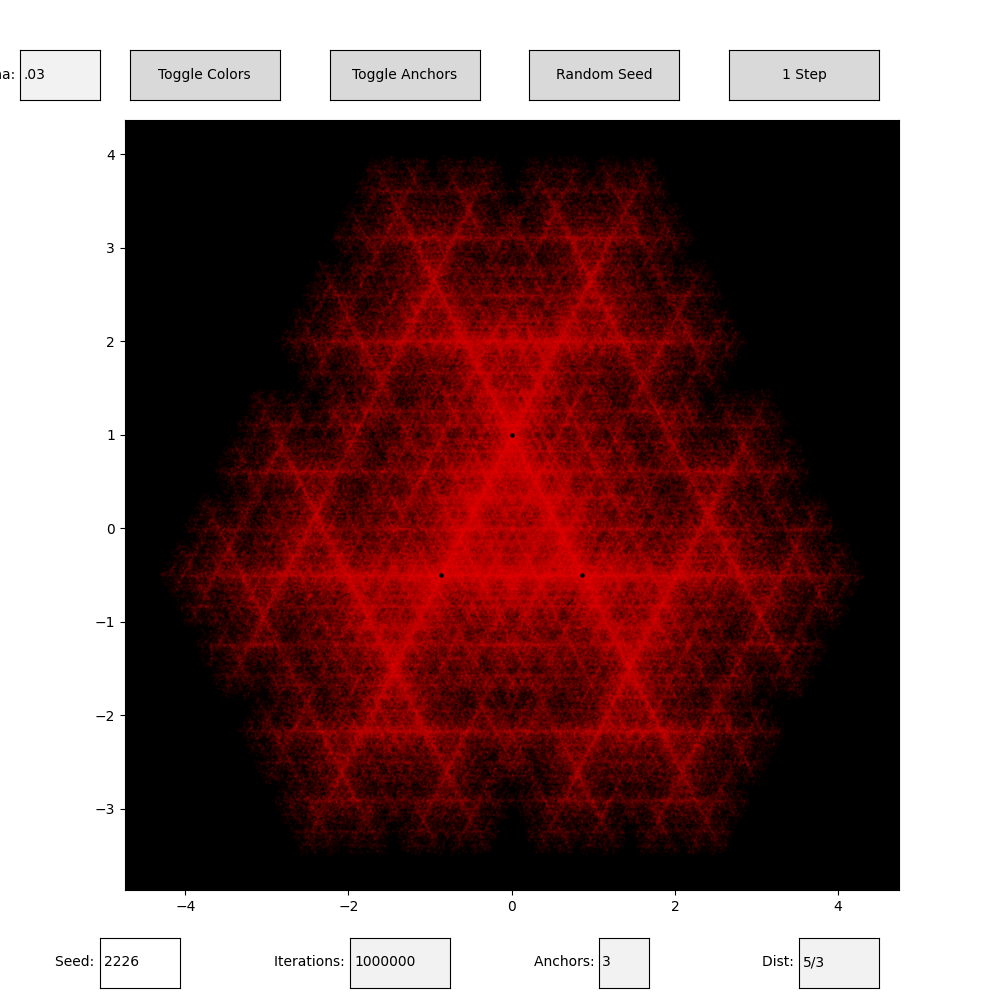 .03
Toggle Colors
Toggle Anchors
Random Seed
1 Step
4
3
2
1
0
−1
−2
−3
−4
−2
0
2
4
Seed: 2226
Iterations: 1000000
Anchors: 3
Dist: 5/3